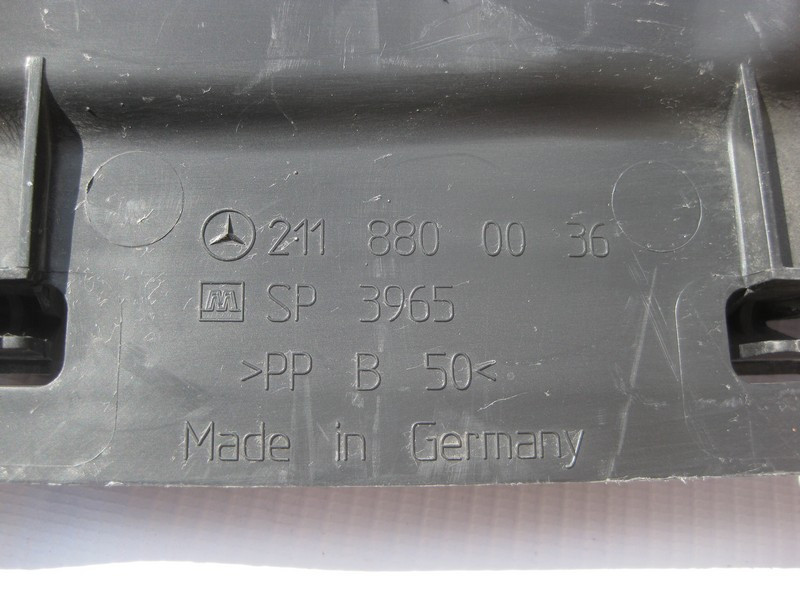 211 880 00 36
M SP 3965
>PP B 50<
Made in Germany